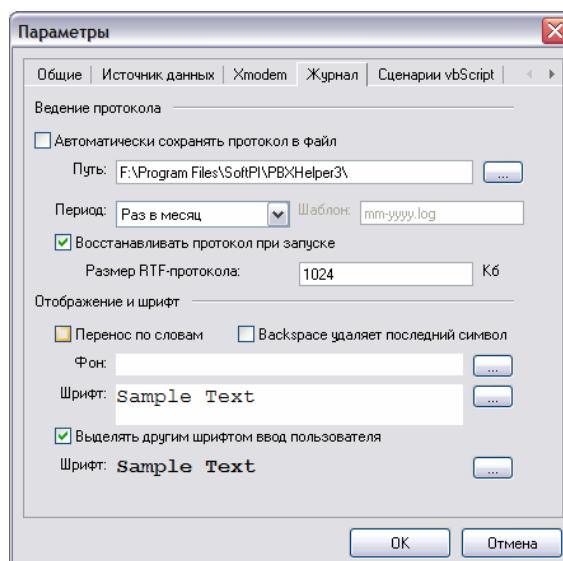 Параметры
Общие Источник данных Xmodem Журнал Сценарии vbScript
Ведение протокола
Автоматически сохранять протокол в файл
Путь: F:\Program Files\SoftPI\PBXHelper3\ ...
Период: Раз в месяц Шаблон: mm-yyyy.log
Восстанавливать протокол при запуске
Размер RTF-протокола: 1024 Кб
Отображение и шрифт
Перенос по словам Backspace удаляет последний символ
Фон: ...
Шрифт: Sample Text ...
Выделять другим шрифтом ввод пользователя
Шрифт: Sample Text ...
OK Отмена